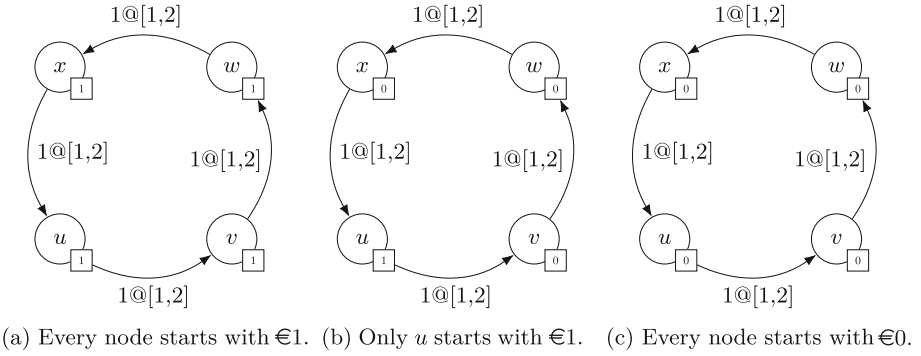 1@[1,2] 1@[1,2] 1@[1,2]
x w x w x w
1 1 0 0 0 0
1@[1,2] 1@[1,2] 1@[1,2] 1@[1,2] 1@[1,2] 1@[1,2]
u v u v u v
1 1 1 0 0 0
1@[1,2] 1@[1,2] 1@[1,2]
(a) Every node starts with €1. (b) Only u starts with €1. (c) Every node starts with €0.